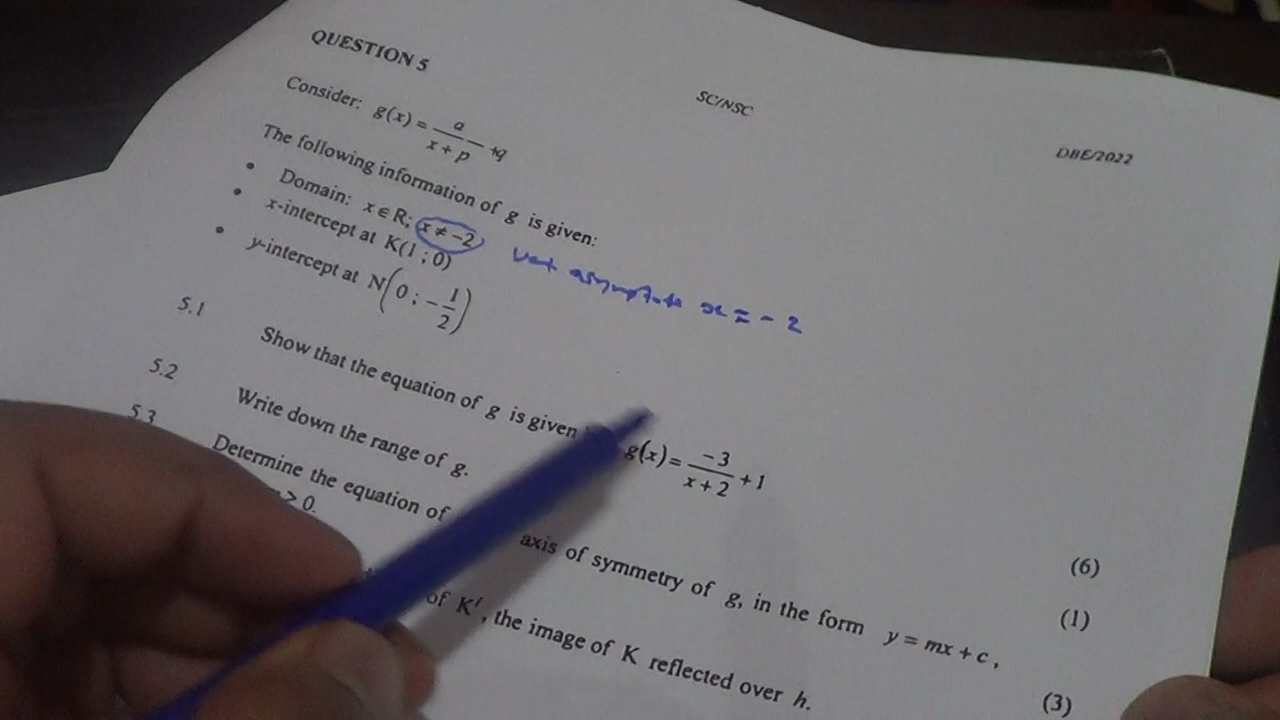 SC/NSC
DBE/2022
QUESTION 5
Consider: g(x) = a / (x + p) + q
The following information of g is given:
• Domain: x ∈ R; x ≠ -2 vert asymptote x = -2
• x-intercept at K(1 ; 0)
• y-intercept at N(0 ; -1/2)
5.1 Show that the equation of g is given g(x) = -3 / (x + 2) + 1 (6)
5.2 Write down the range of g. (1)
5.3 Determine the equation of axis of symmetry of g, in the form y = mx + c,
> 0. (3)
of K′, the image of K reflected over h.